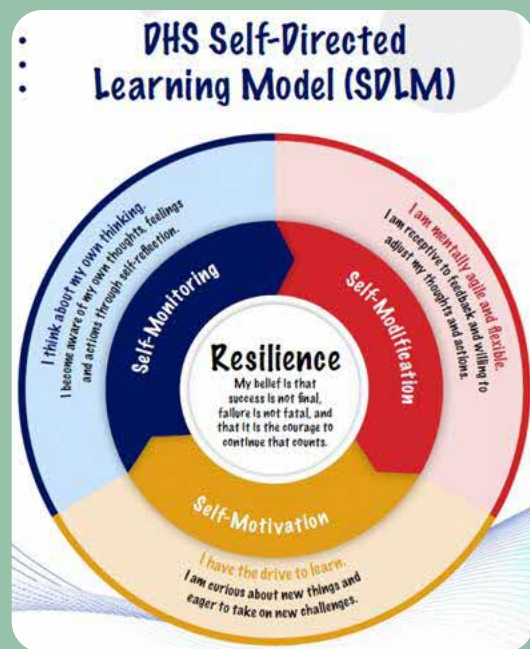 DHS Self-Directed
Learning Model (SDLM)
I think about my own thinking.
I become aware of my own thoughts, feelings
and actions through self-reflection.
Self-Monitoring
I am mentally agile and flexible.
I am receptive to feedback and willing to
adjust my thoughts and actions.
Self-Modification
Resilience
My belief is that
success is not final,
failure is not fatal, and
that it is the courage to
continue that counts.
Self-Motivation
I have the drive to learn.
I am curious about new things and
eager to take on new challenges.